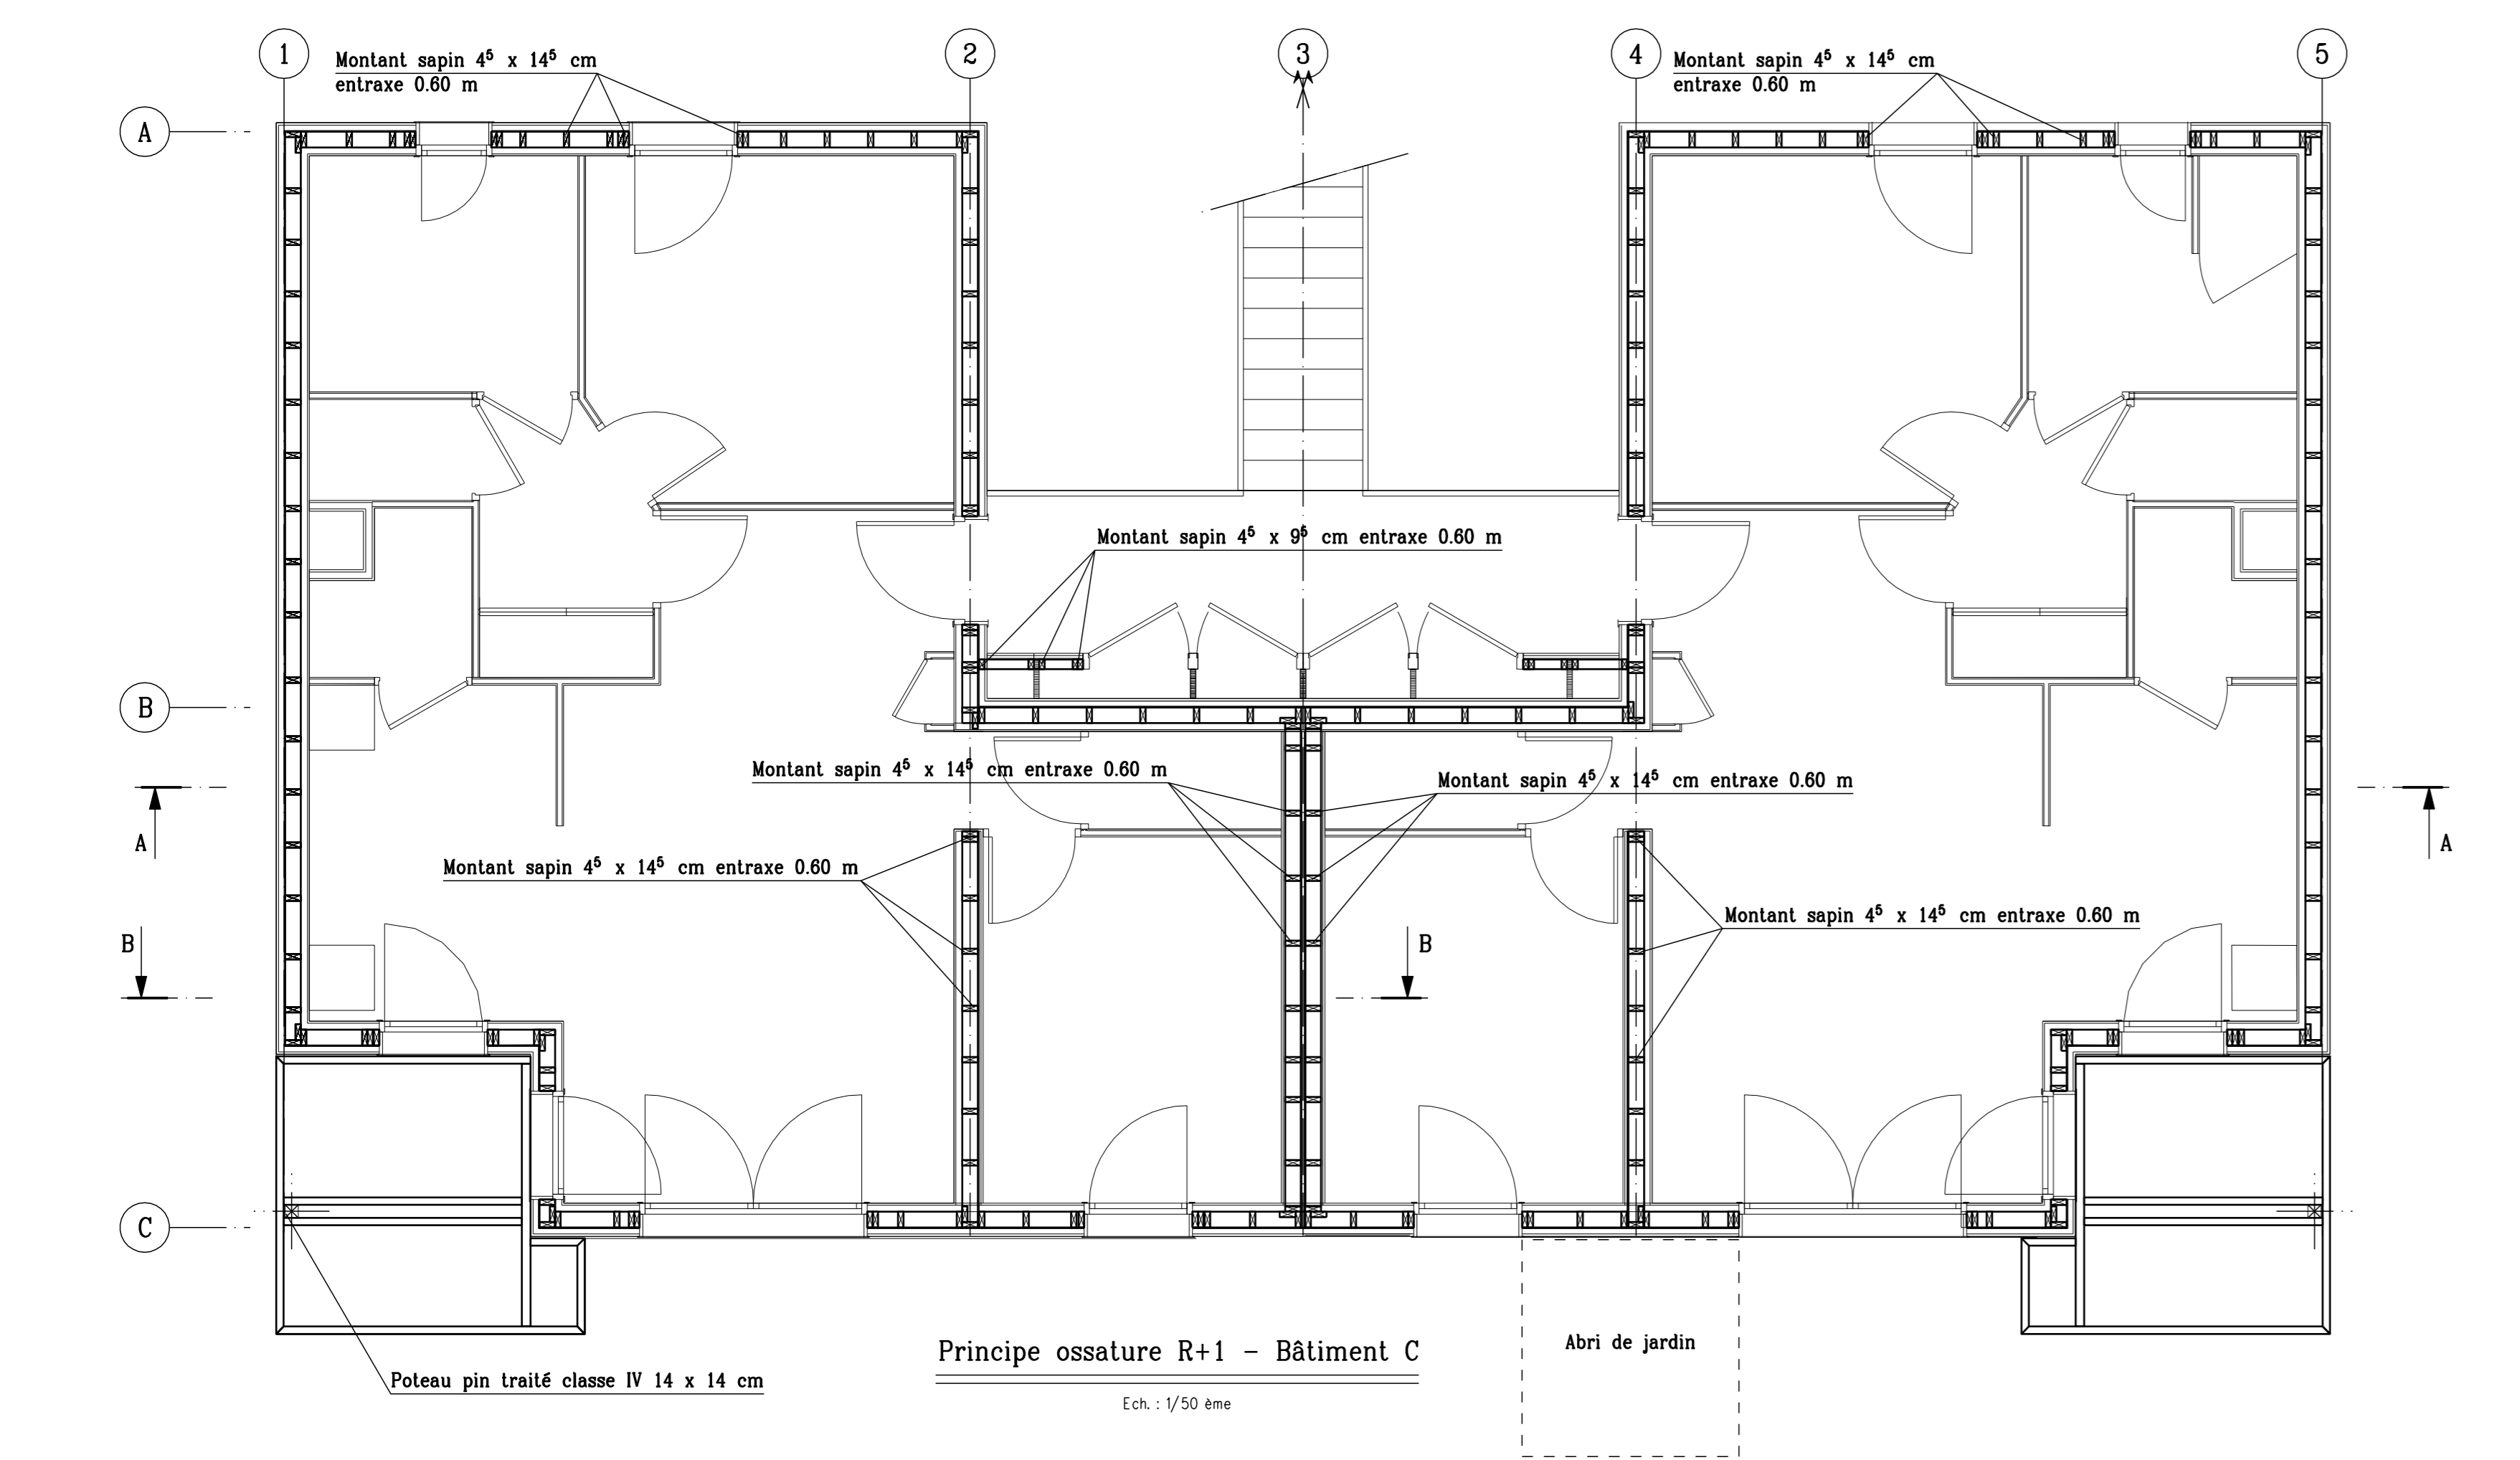 1
2
3
4
5
Montant sapin 4⁵ x 14⁵ cm
entraxe 0.60 m
Montant sapin 4⁵ x 14⁵ cm
entraxe 0.60 m
A
Montant sapin 4⁵ x 9⁵ cm entraxe 0.60 m
B
Montant sapin 4⁵ x 14⁵ cm entraxe 0.60 m
Montant sapin 4⁵ x 14⁵ cm entraxe 0.60 m
A
A
Montant sapin 4⁵ x 14⁵ cm entraxe 0.60 m
Montant sapin 4⁵ x 14⁵ cm entraxe 0.60 m
B
B
C
Abri de jardin
Principe ossature R+1 - Bâtiment C
Poteau pin traité classe IV 14 x 14 cm
Ech. : 1/50 ème